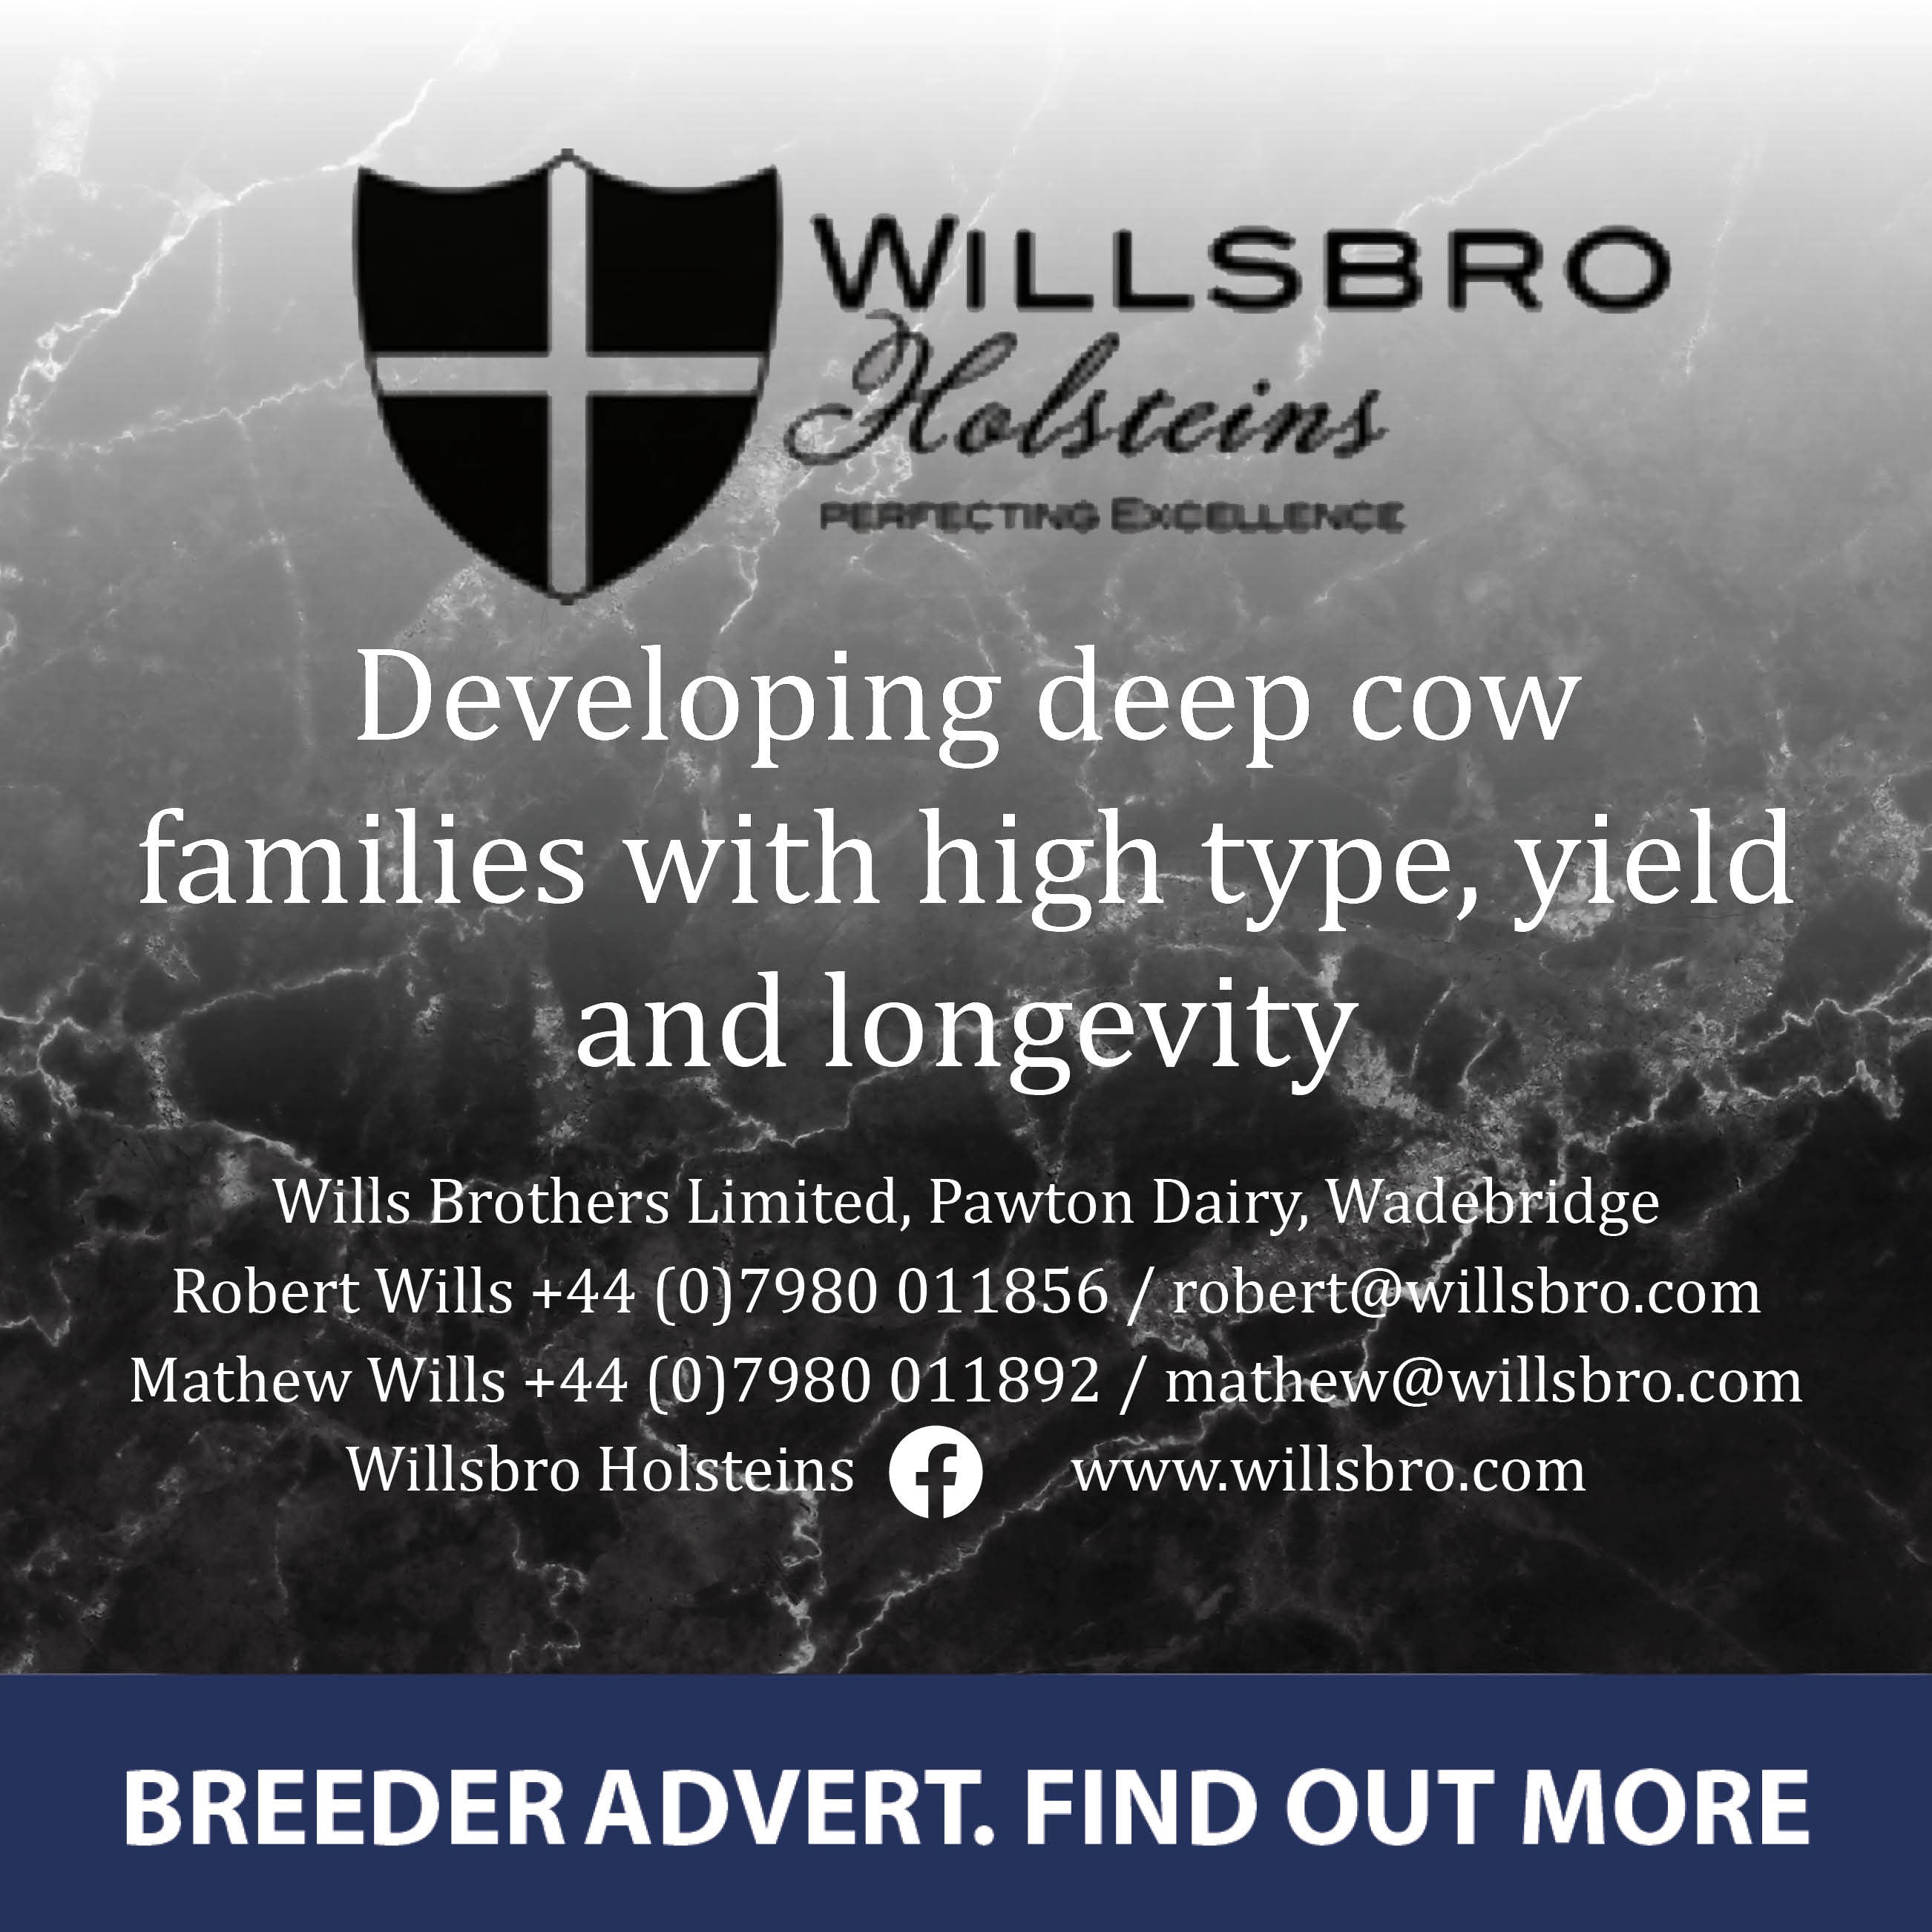 WILLSBRO
Holsteins
PERFECTING EXCELLENCE
Developing deep cow
families with high type, yield
and longevity
Wills Brothers Limited, Pawton Dairy, Wadebridge
Robert Wills +44 (0)7980 011856 / robert@willsbro.com
Mathew Wills +44 (0)7980 011892 / mathew@willsbro.com
Willsbro Holsteins www.willsbro.com
BREEDER ADVERT. FIND OUT MORE